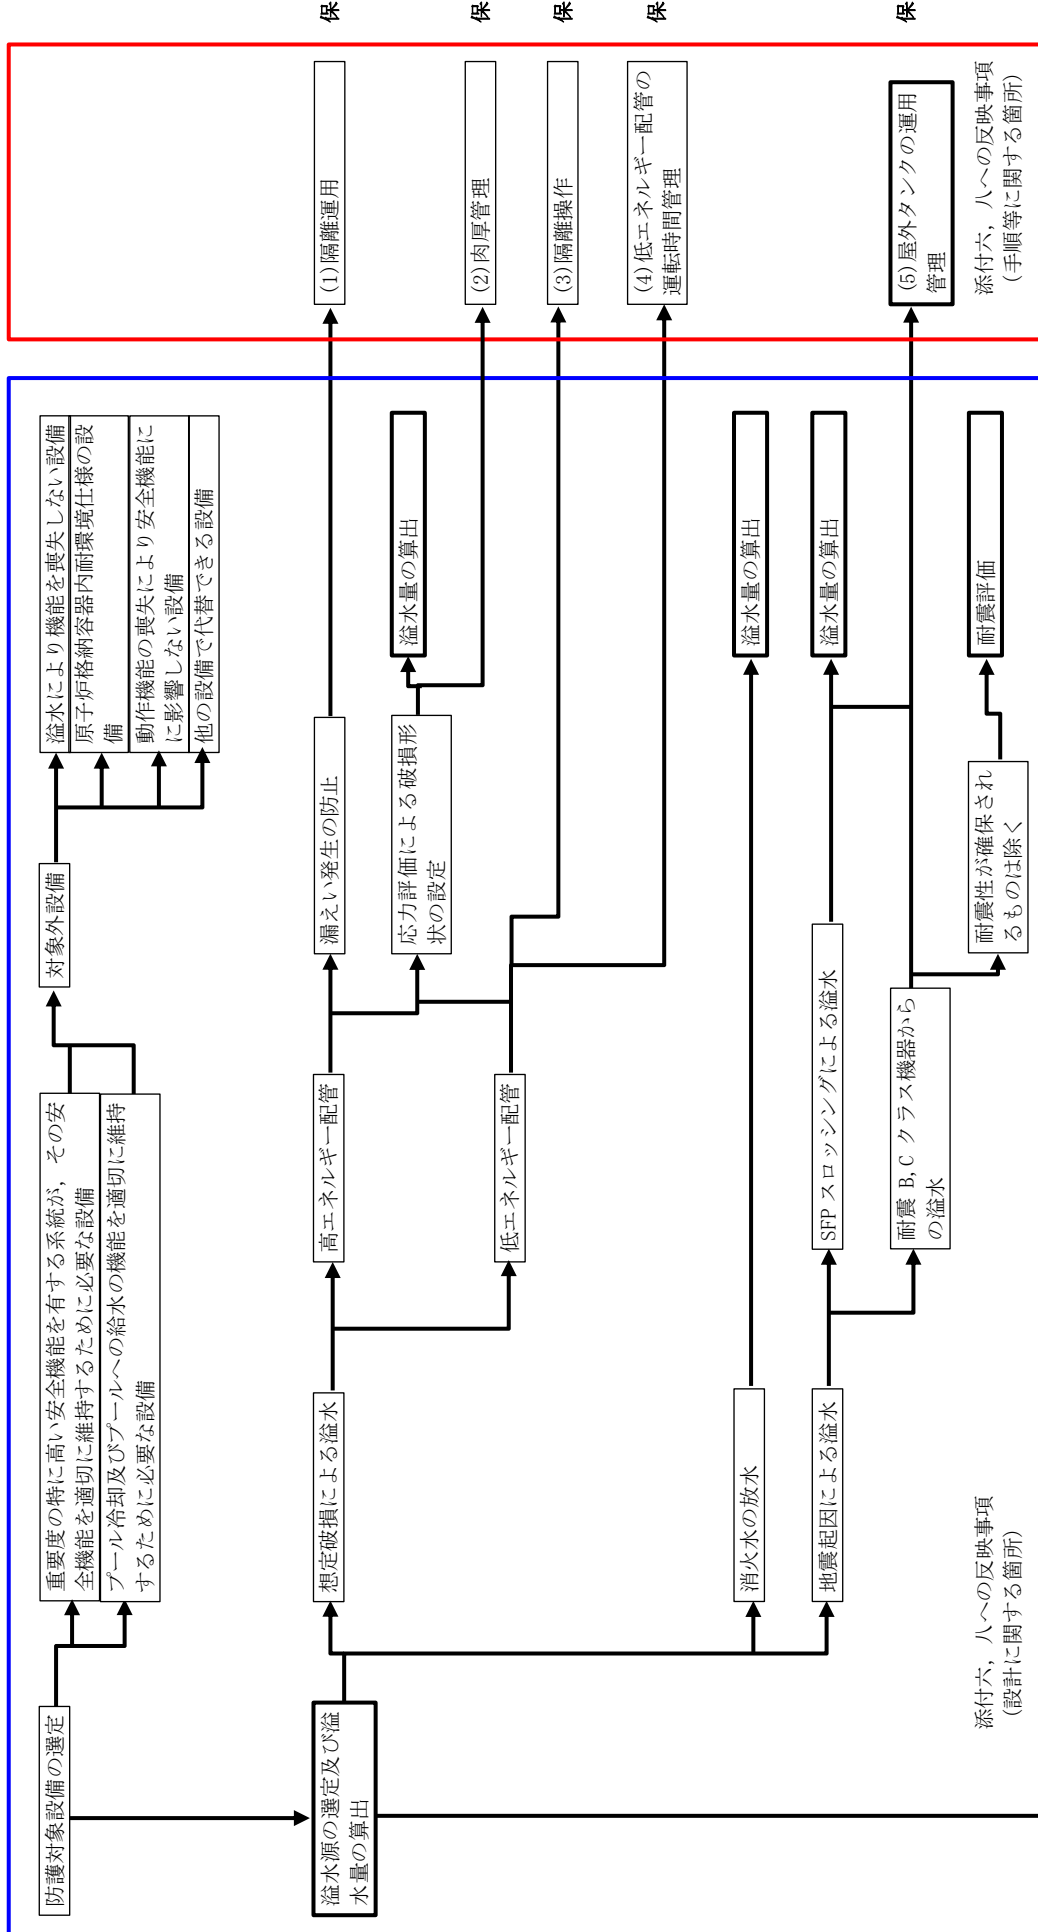 防護対象設備の選定
重要度の特に高い安全機能を有する系統が，その安
全機能を適切に維持するために必要な設備
プール冷却及びプールへの給水の機能を適切に維持
するために必要な設備
対象外設備
溢水により機能を喪失しない設備
原子炉格納容器内耐環境仕様の設
備
動作機能の喪失により安全機能に
に影響しない設備
他の設備で代替できる設備
溢水源の選定及び溢
水量の算出
想定破損による溢水
高エネルギー配管
漏えい発生の防止
(1)隔離運用
保
応力評価による破損形
状の設定
溢水量の算出
(2)肉厚管理
保
低エネルギー配管
(3)隔離操作
保
(4)低エネルギー配管の
運転時間管理
保
消火水の放水
溢水量の算出
地震起因による溢水
SFP スロッシングによる溢水
溢水量の算出
耐震 B,C クラス機器から
の溢水
(5)屋外タンクの運用
管理
保
耐震性が確保され
るものは除く
耐震評価
添付六，八への反映事項
（設計に関する箇所）
添付六，八への反映事項
（手順等に関する箇所）